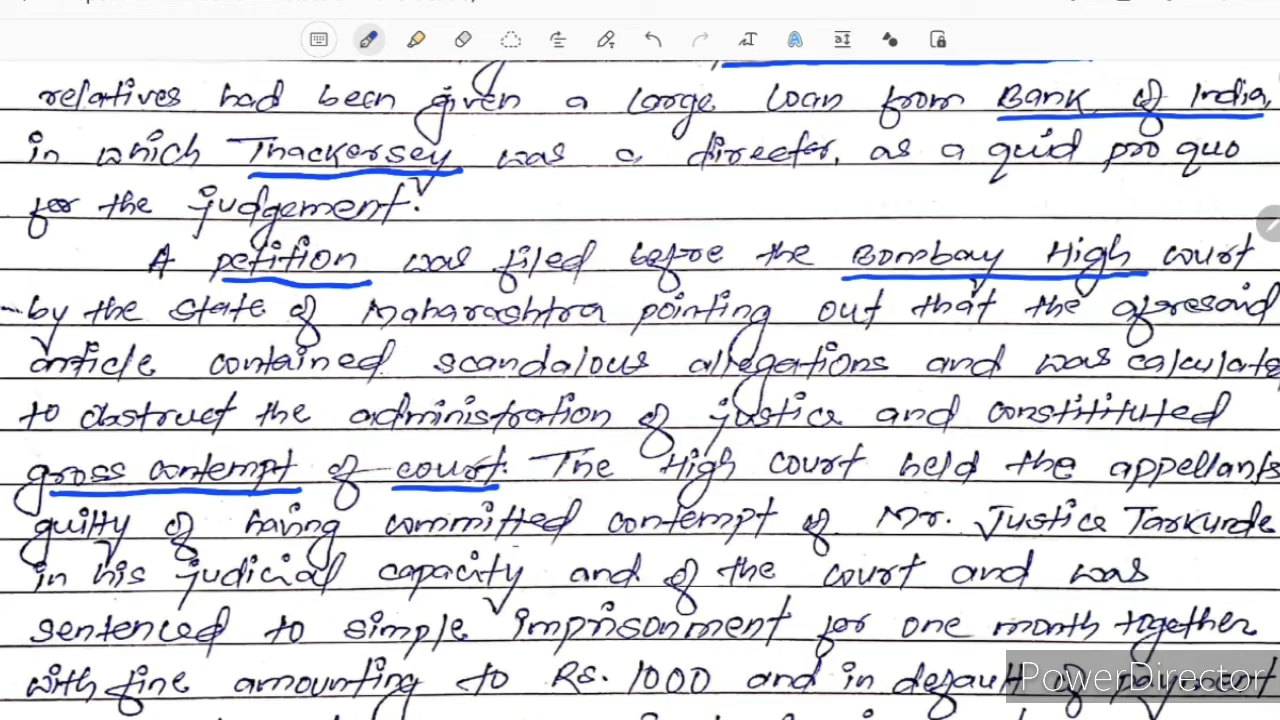 relatives had been given a large loan from Bank of India,
in which Thackersey was a director, as a quid pro quo
for the judgement.
A petition was filed before the Bombay High court
by the state of Maharashtra pointing out that the aforesaid
article contained scandalous allegations and was calculate
to obstruct the administration of justice and constitituted
gross contempt of court. The High court held the appellants
guilty of having committed contempt of Mr. Justice Tarkunde
in his judicial capacity and of the court and was
sentenced to simple imprisonment for one month together
with fine amounting to Rs. 1000 and in default of payment
PowerDirector